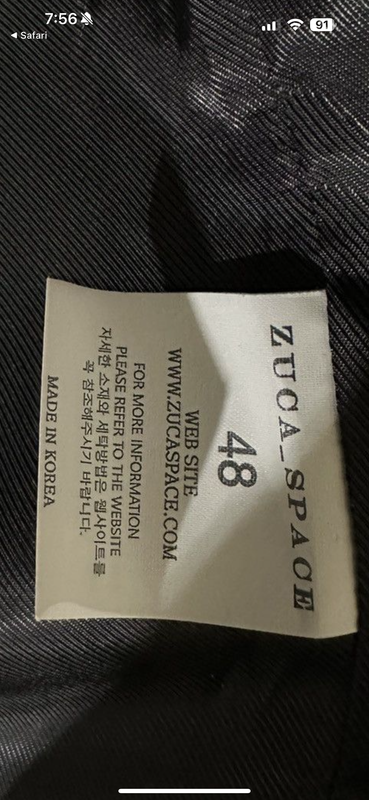 7:56
91
Safari
ZUCA_SPACE
48
WEB SITE
WWW.ZUCASPACE.COM
FOR MORE INFORMATION
PLEASE REFER TO THE WEBSITE
자세한 소재와 세탁방법은 웹사이트를
꼭 참조해주시기 바랍니다.
MADE IN KOREA